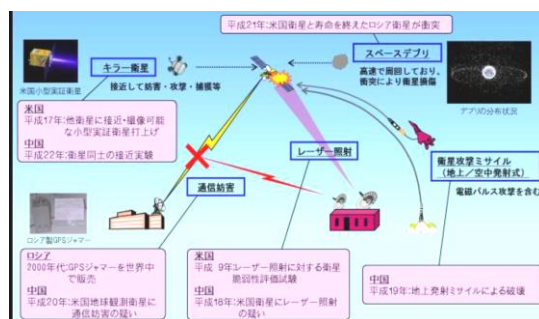 平成21年:米国衛星と寿命を終えたロシア衛星が衝突
キラー衛星
スペースデブリ
米国小型実証衛星
接近して妨害・攻撃・捕獲等
高速で周回しており、
衝突により衛星損傷
デブリの分布状況
米国
平成17年:他衛星に接近・撮像可能
な小型実証衛星打上げ
中国
平成22年:衛星同士の接近実験
レーザー照射
衛星攻撃ミサイル
(地上/空中発射式)
電磁パルス攻撃を含む
通信妨害
ロシア製GPSジャマー
ロシア
2000年代:GPSジャマーを世界中
で販売
中国
平成20年:米国地球観測衛星に
通信妨害の疑い
米国
平成 9年:レーザー照射に対する衛星
脆弱性評価試験
中国
平成18年:米国衛星にレーザー照射
の疑い
中国
平成19年:地上発射ミサイルによる破壊